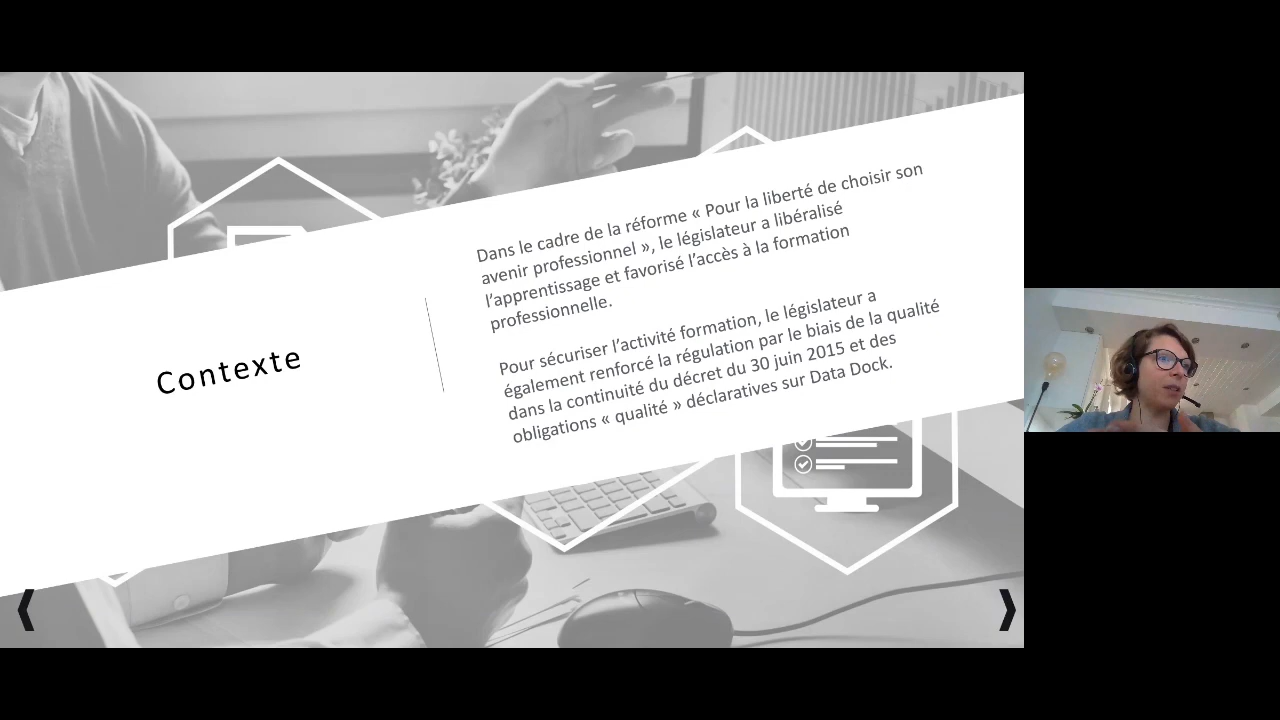 Contexte
Dans le cadre de la réforme « Pour la liberté de choisir son
avenir professionnel », le législateur a libéralisé
l’apprentissage et favorisé l’accès à la formation
professionnelle.
Pour sécuriser l’activité formation, le législateur a
également renforcé la régulation par le biais de la qualité
dans la continuité du décret du 30 juin 2015 et des
obligations « qualité » déclaratives sur Data Dock.